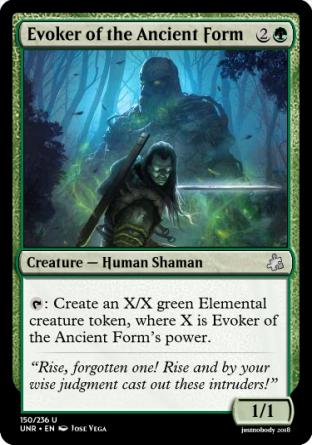 Evoker of the Ancient Form 2
Creature — Human Shaman
: Create an X/X green Elemental
creature token, where X is Evoker of
the Ancient Form’s power.
“Rise, forgotten one! Rise and by your
wise judgment cast out these intruders!”
1/1
150/236 U
UNR • EN Jose Vega
justnobody 2018